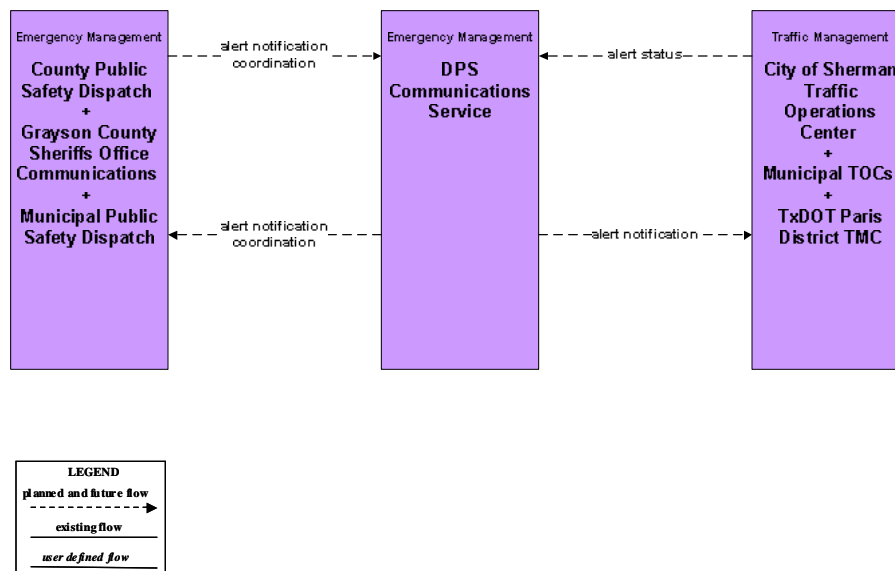 Emergency Management
County Public
Safety Dispatch
+
Grayson County
Sheriffs Office
Communications
+
Municipal Public
Safety Dispatch
alert notification
coordination
alert notification
coordination
Emergency Management
DPS
Communications
Service
alert status
alert notification
Traffic Management
City of Sherman
Traffic
Operations
Center
+
Municipal TOCs
+
TxDOT Paris
District TMC
LEGEND
planned and future flow
existing flow
user defined flow